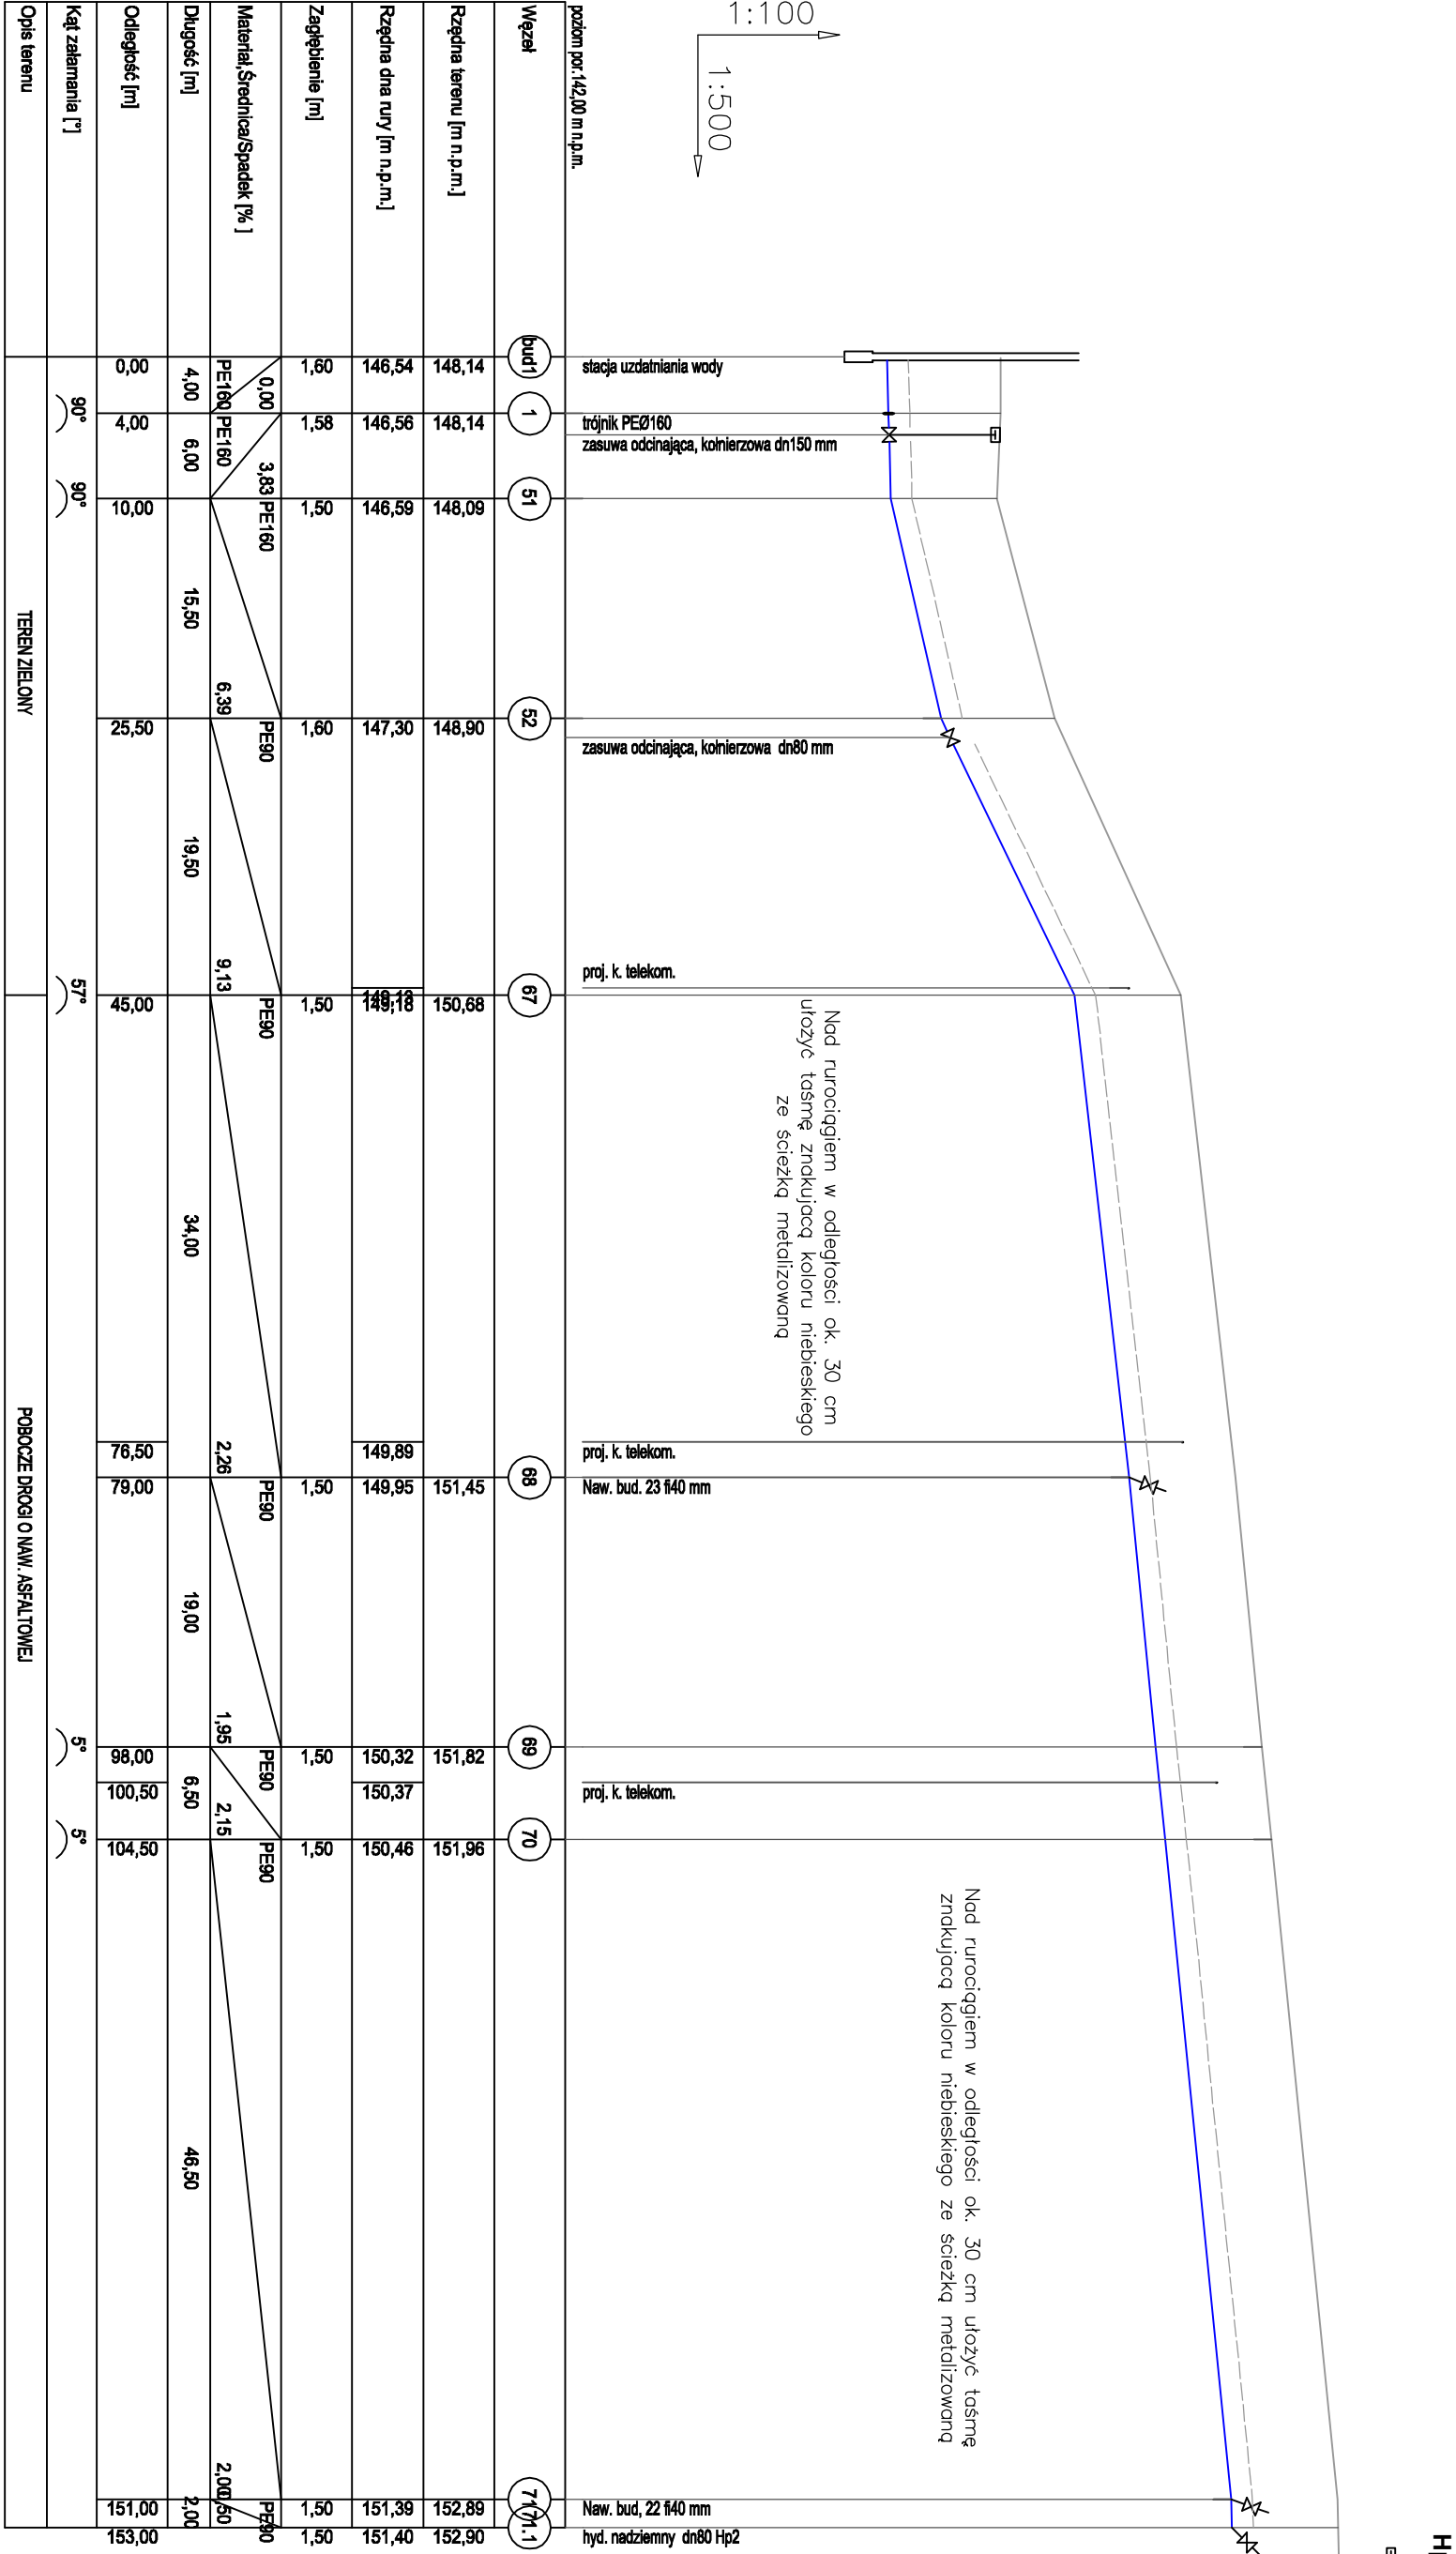 1:100
1:500
Nad rurociągiem w odległości ok. 30 cm
ułożyć taśmę znakujacą koloru niebieskiego
ze ścieżką metalizowaną
Nad rurociągiem w odległości ok. 30 cm ułożyć taśmę
znakujacą koloru niebieskiego ze ścieżką metalizowaną
poziom por.142,00 m n.p.m.
stacja uzdatniania wody
trójnik PEØ160
zasuwa odcinająca, kołnierzowa dn150 mm
zasuwa odcinająca, kołnierzowa dn80 mm
proj. k. telekom.
proj. k. telekom.
Naw. bud. 23 fi40 mm
proj. k. telekom.
Naw. bud, 22 fi40 mm
hyd. nadziemny dn80 Hp2
Węzeł bud1 1 51 52 67 68 69 70 71 71.1
Rzędna terenu [m n.p.m.] 148,14 148,14 148,09 148,90 150,68 151,45 151,82 151,96 152,89 152,90
Rzędna dna rury [m n.p.m.] 146,54 146,56 146,59 147,30 149,13 149,18 149,89 149,95 150,32 150,37 150,46 151,39 151,40
Zagłębienie [m] 1,60 1,58 1,50 1,60 1,50 1,50 1,50 1,50 1,50 1,50
Materiał,Średnica/Spadek [% ] PE160 0,00 PE160 3,83 PE160 6,39 PE90 9,13 PE90 2,26 PE90 1,95 PE90 2,15 PE90 2,00 0,50 PE90
Długość [m] 4,00 6,00 15,50 19,50 34,00 19,00 6,50 46,50 2,00
Odległość [m] 0,00 4,00 10,00 25,50 45,00 76,50 79,00 98,00 100,50 104,50 151,00 153,00
Kąt załamania [°] 90° 90° 57° 5° 5°
Opis terenu TEREN ZIELONY POBOCZE DROGI O NAW. ASFALTOWEJ